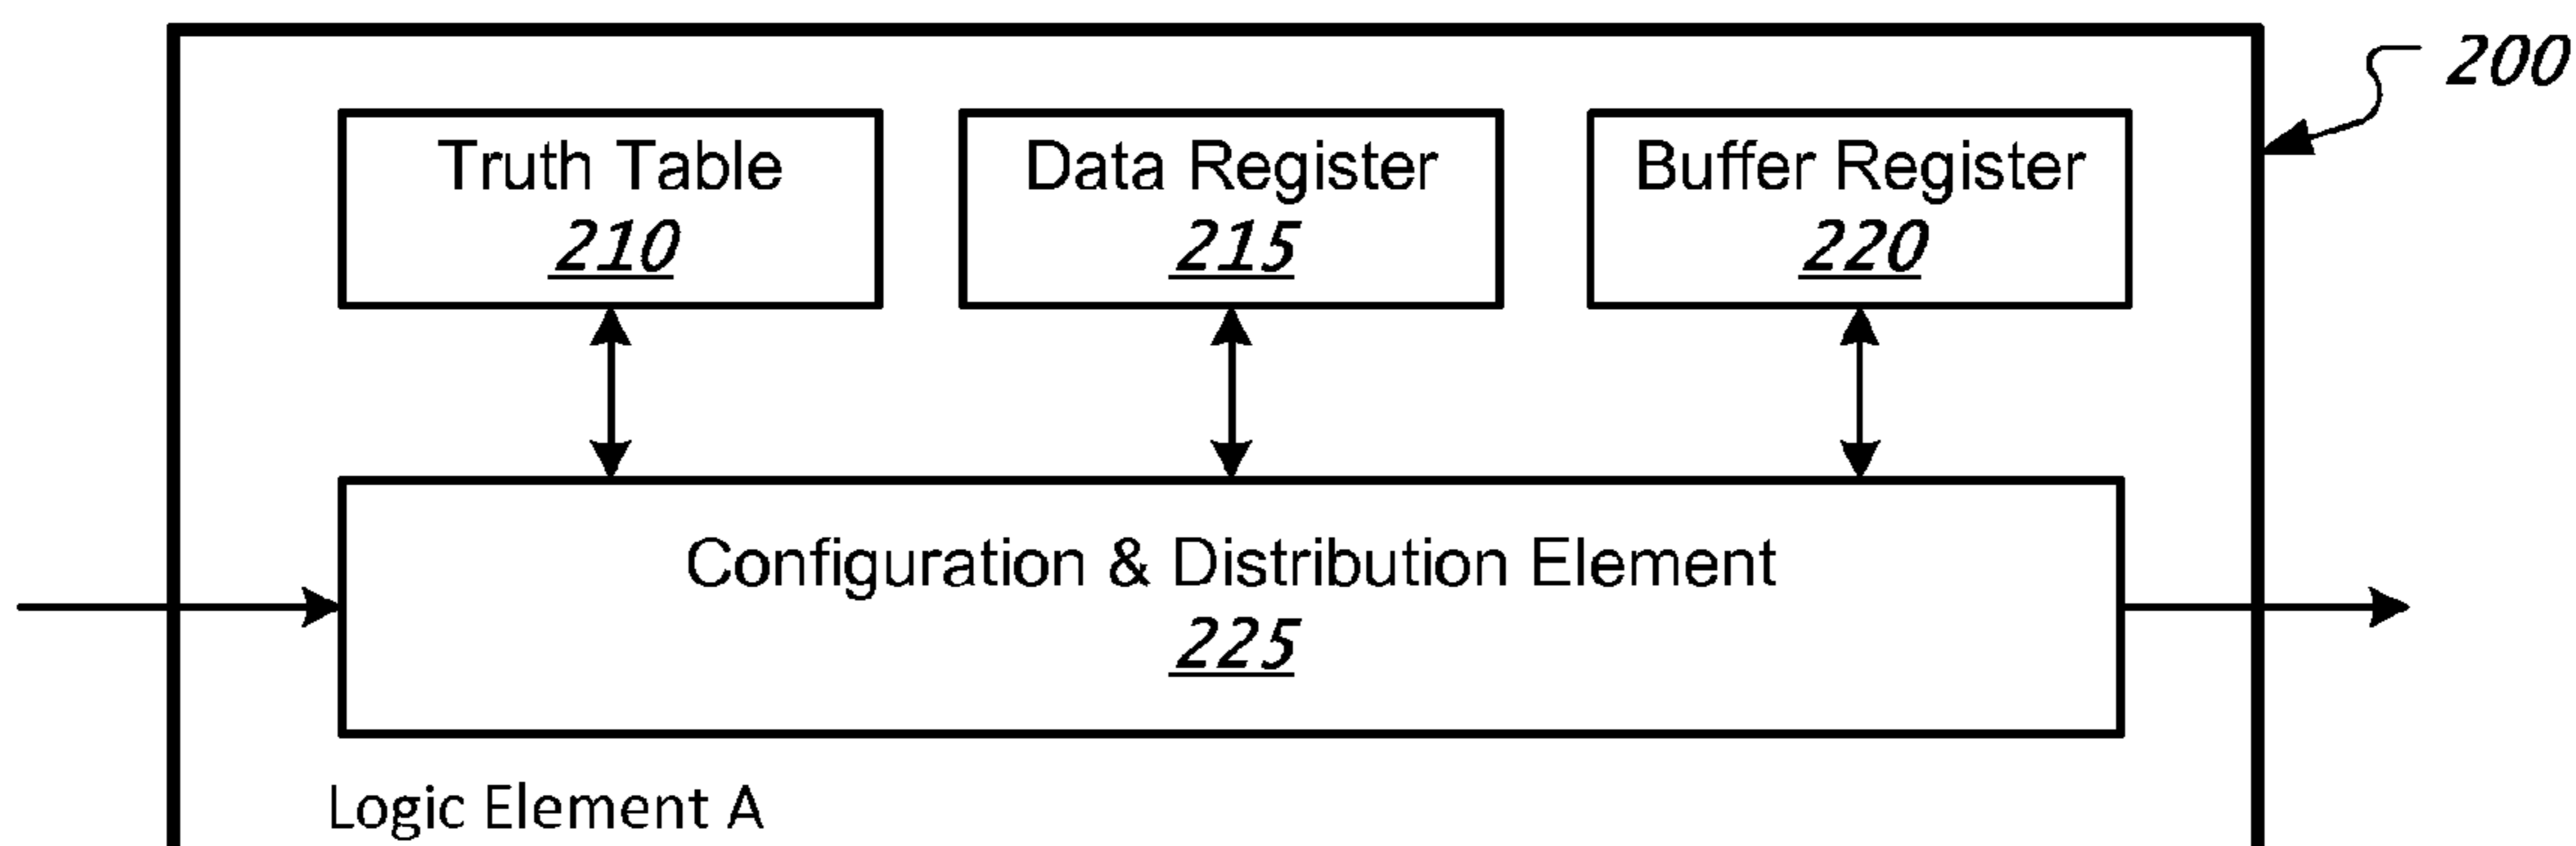 200
Truth Table
210
Data Register
215
Buffer Register
220
Configuration & Distribution Element
225
Logic Element A